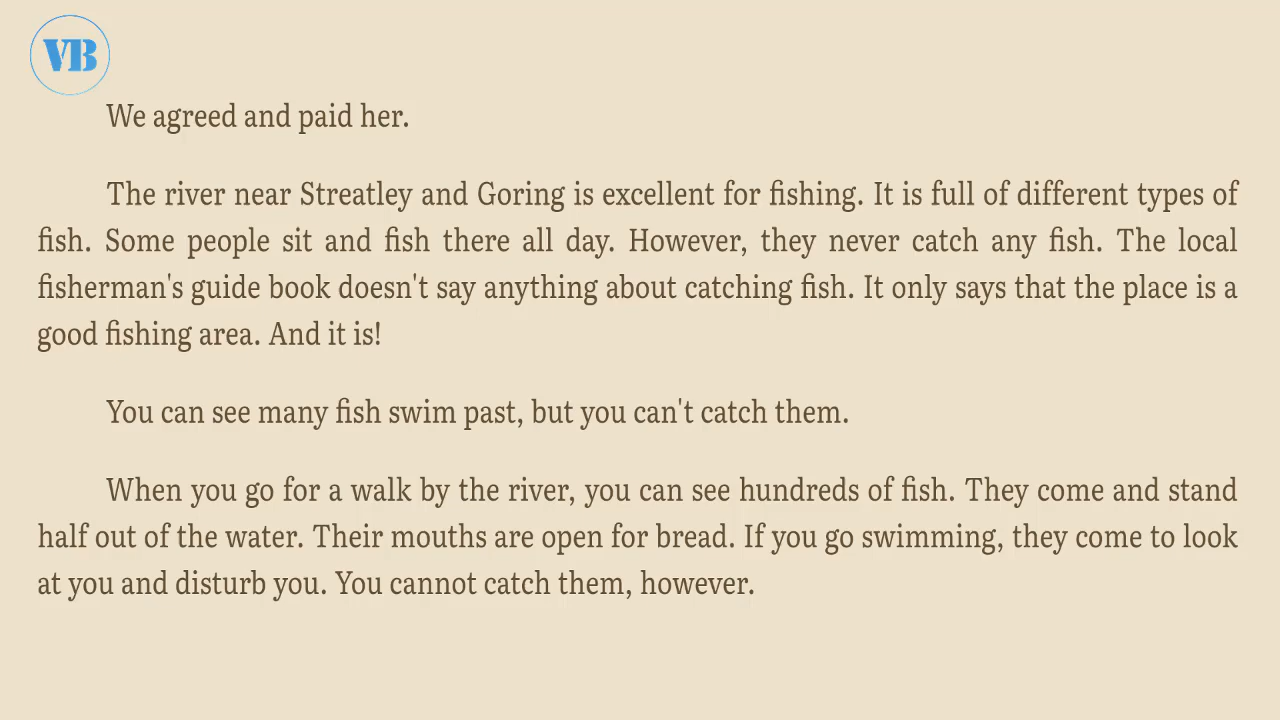 VB
We agreed and paid her.
The river near Streatley and Goring is excellent for fishing. It is full of different types of
fish. Some people sit and fish there all day. However, they never catch any fish. The local
fisherman's guide book doesn't say anything about catching fish. It only says that the place is a
good fishing area. And it is!
You can see many fish swim past, but you can't catch them.
When you go for a walk by the river, you can see hundreds of fish. They come and stand
half out of the water. Their mouths are open for bread. If you go swimming, they come to look
at you and disturb you. You cannot catch them, however.